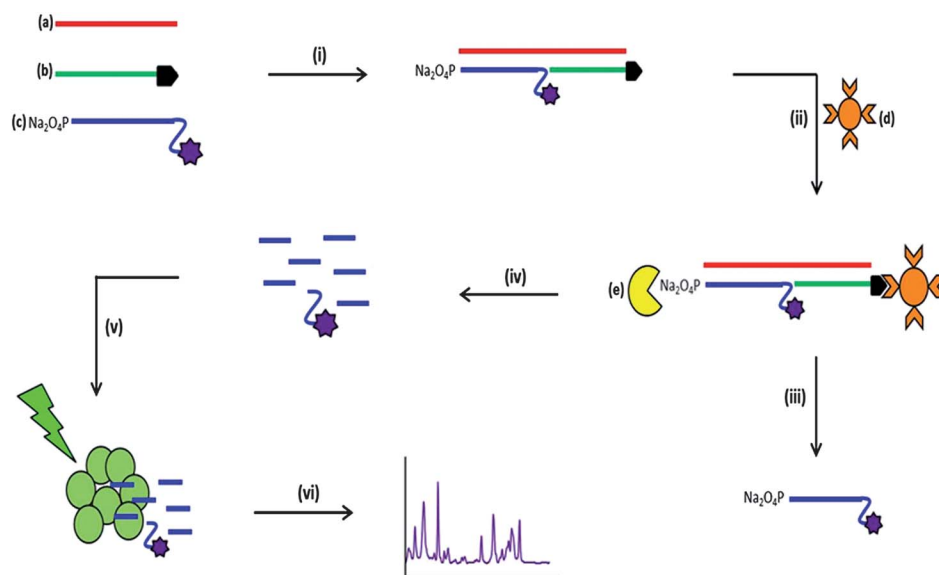 (a)
(i)
(b)
Na₂O₄P
(c) Na₂O₄P
(ii)
(d)
(iv)
(e)
Na₂O₄P
(v)
(iii)
(vi)
Na₂O₄P